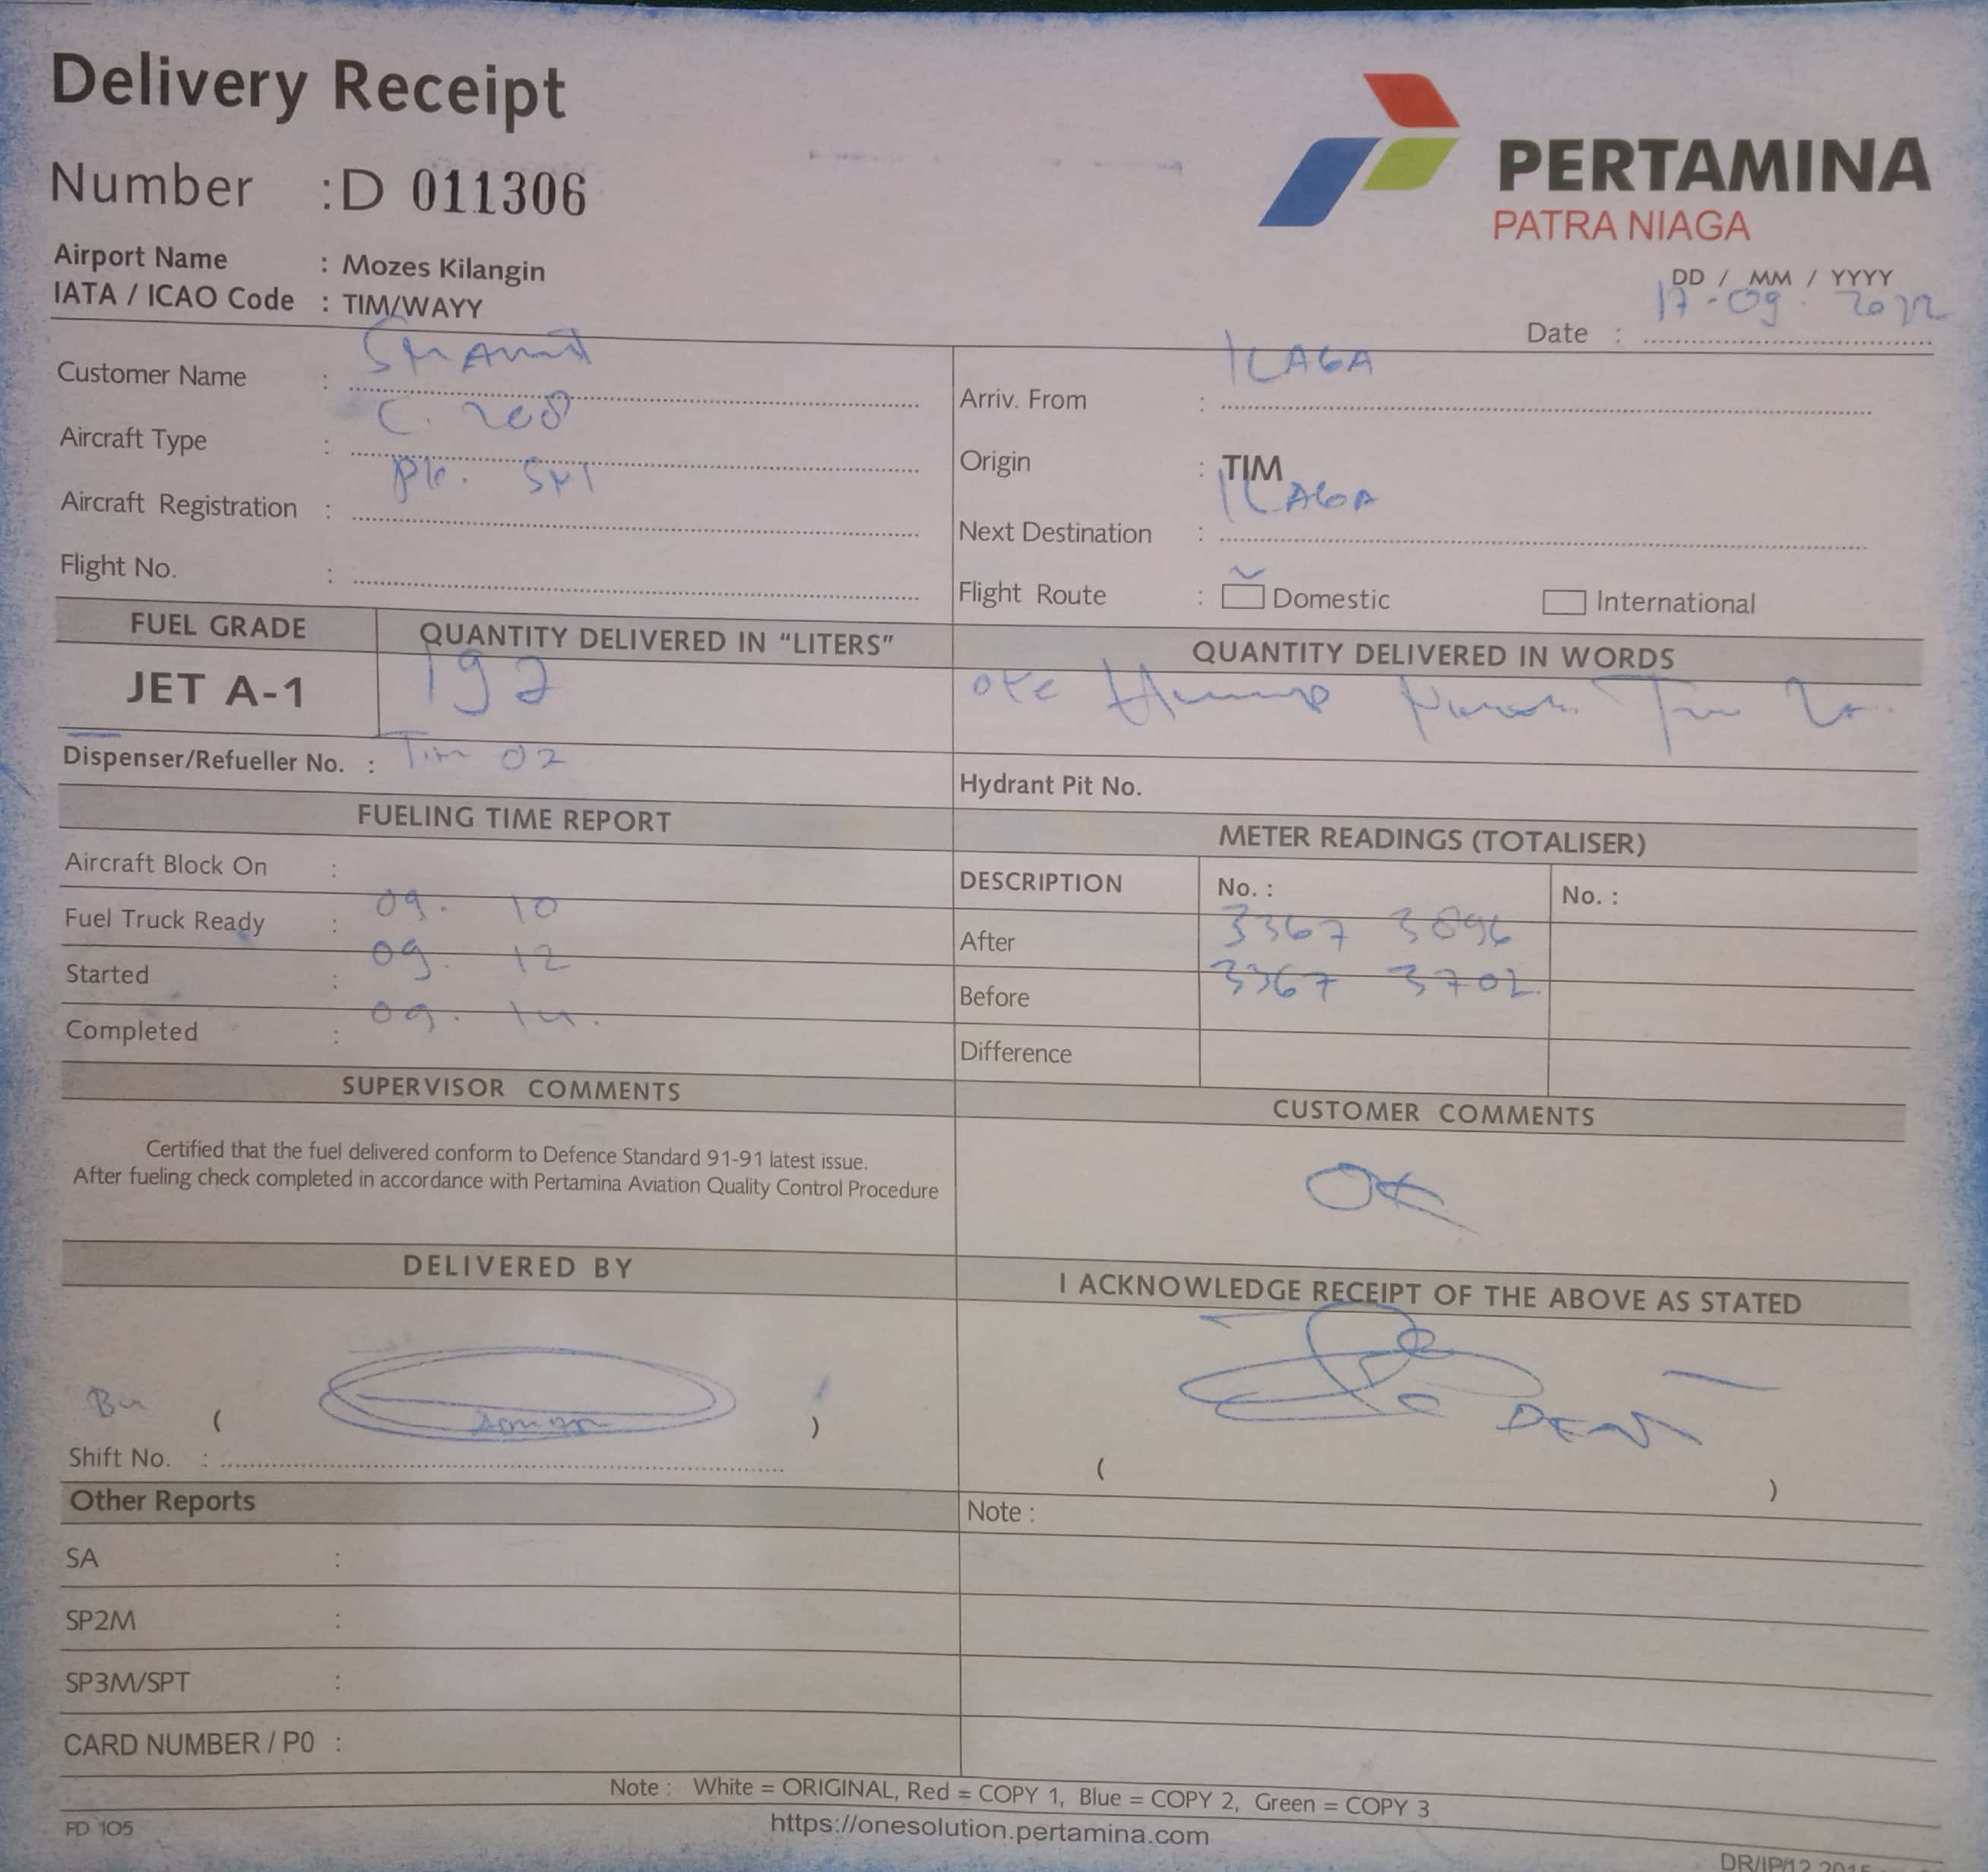 Delivery Receipt
Number : D 011306
PERTAMINA
PATRA NIAGA
Airport Name : Mozes Kilangin
IATA / ICAO Code : TIM/WAYY
DD / MM / YYYY
Date : 17-09-2022
Customer Name :
Aircraft Type : C. 208
Aircraft Registration : PK.
Flight No. :
Arriv. From : ILAGA
Origin : TIM
Next Destination : ILAGA
Flight Route : Domestic International
FUEL GRADE QUANTITY DELIVERED IN "LITERS" QUANTITY DELIVERED IN WORDS
JET A-1 192
Dispenser/Refueller No. : Tim 02
Hydrant Pit No.
FUELING TIME REPORT
Aircraft Block On :
Fuel Truck Ready : 09. 10
Started : 09. 12
Completed : 09. 14.
METER READINGS (TOTALISER)
DESCRIPTION No. : No. :
After 3367 3894
Before 3367 3702
Difference
SUPERVISOR COMMENTS
Certified that the fuel delivered conform to Defence Standard 91-91 latest issue.
After fueling check completed in accordance with Pertamina Aviation Quality Control Procedure
CUSTOMER COMMENTS
OK
DELIVERED BY
( )
Shift No. :
I ACKNOWLEDGE RECEIPT OF THE ABOVE AS STATED
( )
Other Reports
SA :
SP2M :
SP3M/SPT :
CARD NUMBER / P0 :
Note :
Note : White = ORIGINAL, Red = COPY 1, Blue = COPY 2, Green = COPY 3
https://onesolution.pertamina.com
FD 105